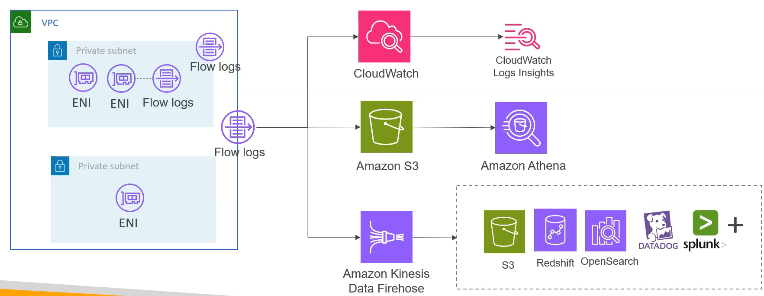 VPC
Private subnet
ENI
ENI
Flow logs
Flow logs
Flow logs
Private subnet
ENI
CloudWatch
CloudWatch
Logs Insights
Amazon S3
Amazon Athena
Amazon Kinesis
Data Firehose
S3
Redshift
OpenSearch
DATADOG
splunk>
+